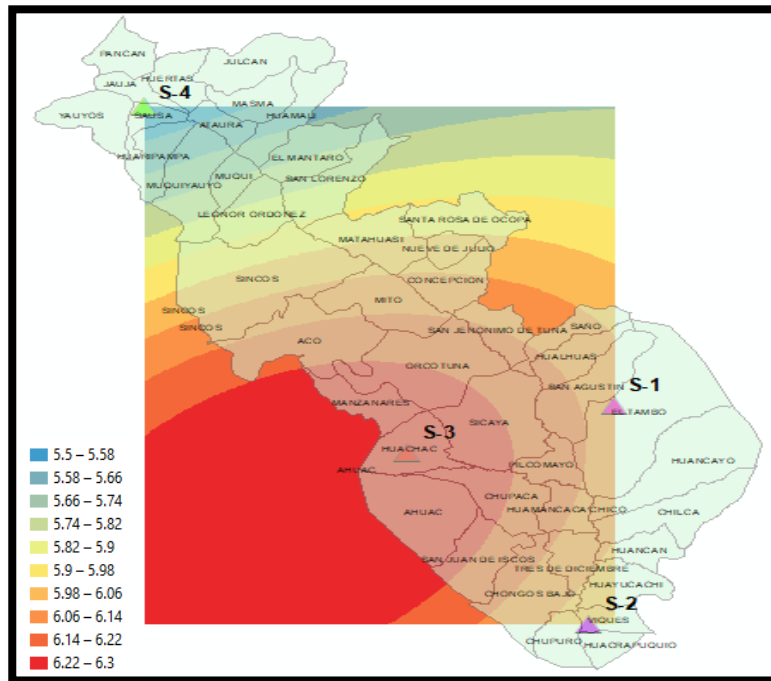 PANCAN
JULCAN
JAUJA
HUERTAS
S-4
MASMA
YAUYOS
SAUSA
HUAMALI
ATAURA
HUARIPAMPA
EL MANTARO
MUQUI
SAN LORENZO
MUQUIYAUYO
LEONOR ORDOÑEZ
SANTA ROSA DE OCOPA
MATAHUASI
NUEVE DE JULIO
SINCOS
CONCEPCION
MITO
SINCOS
SINCOS
SAN JERONIMO DE TUNA
SAÑO
ACO
HUALHUAS
ORCOTUNA
SAN AGUSTIN
S-1
MANZANARES
EL TAMBO
SICAYA
S-3
HUACHAC
AHUAC
PILCOMAYO
HUANCAYO
CHUPACA
AHUAC
HUAMANCACA CHICO
CHILCA
HUANCAN
SAN JUAN DE ISCOS
TRES DE DICIEMBRE
HUAYUCACHI
CHONGOS BAJO
S-2
VIQUES
CHUPURO
HUACRAPUQUIO
5.5 – 5.58
5.58 – 5.66
5.66 – 5.74
5.74 – 5.82
5.82 – 5.9
5.9 – 5.98
5.98 – 6.06
6.06 – 6.14
6.14 – 6.22
6.22 – 6.3